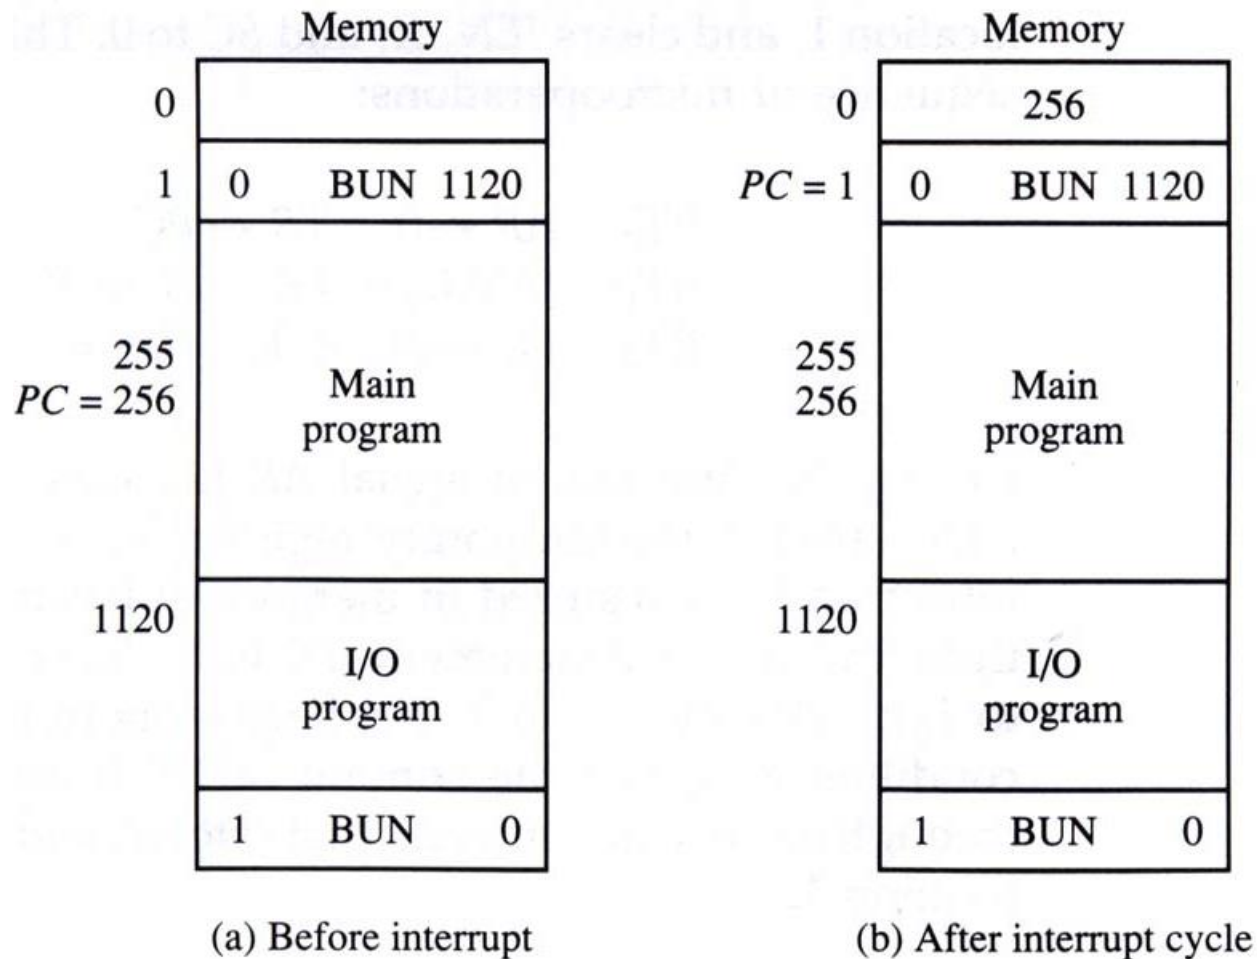 Memory
0
1 0 BUN 1120
255
PC = 256
Main
program
1120
I/O
program
1 BUN 0
(a) Before interrupt
Memory
0 256
PC = 1 0 BUN 1120
255
256
Main
program
1120
I/O
program
1 BUN 0
(b) After interrupt cycle